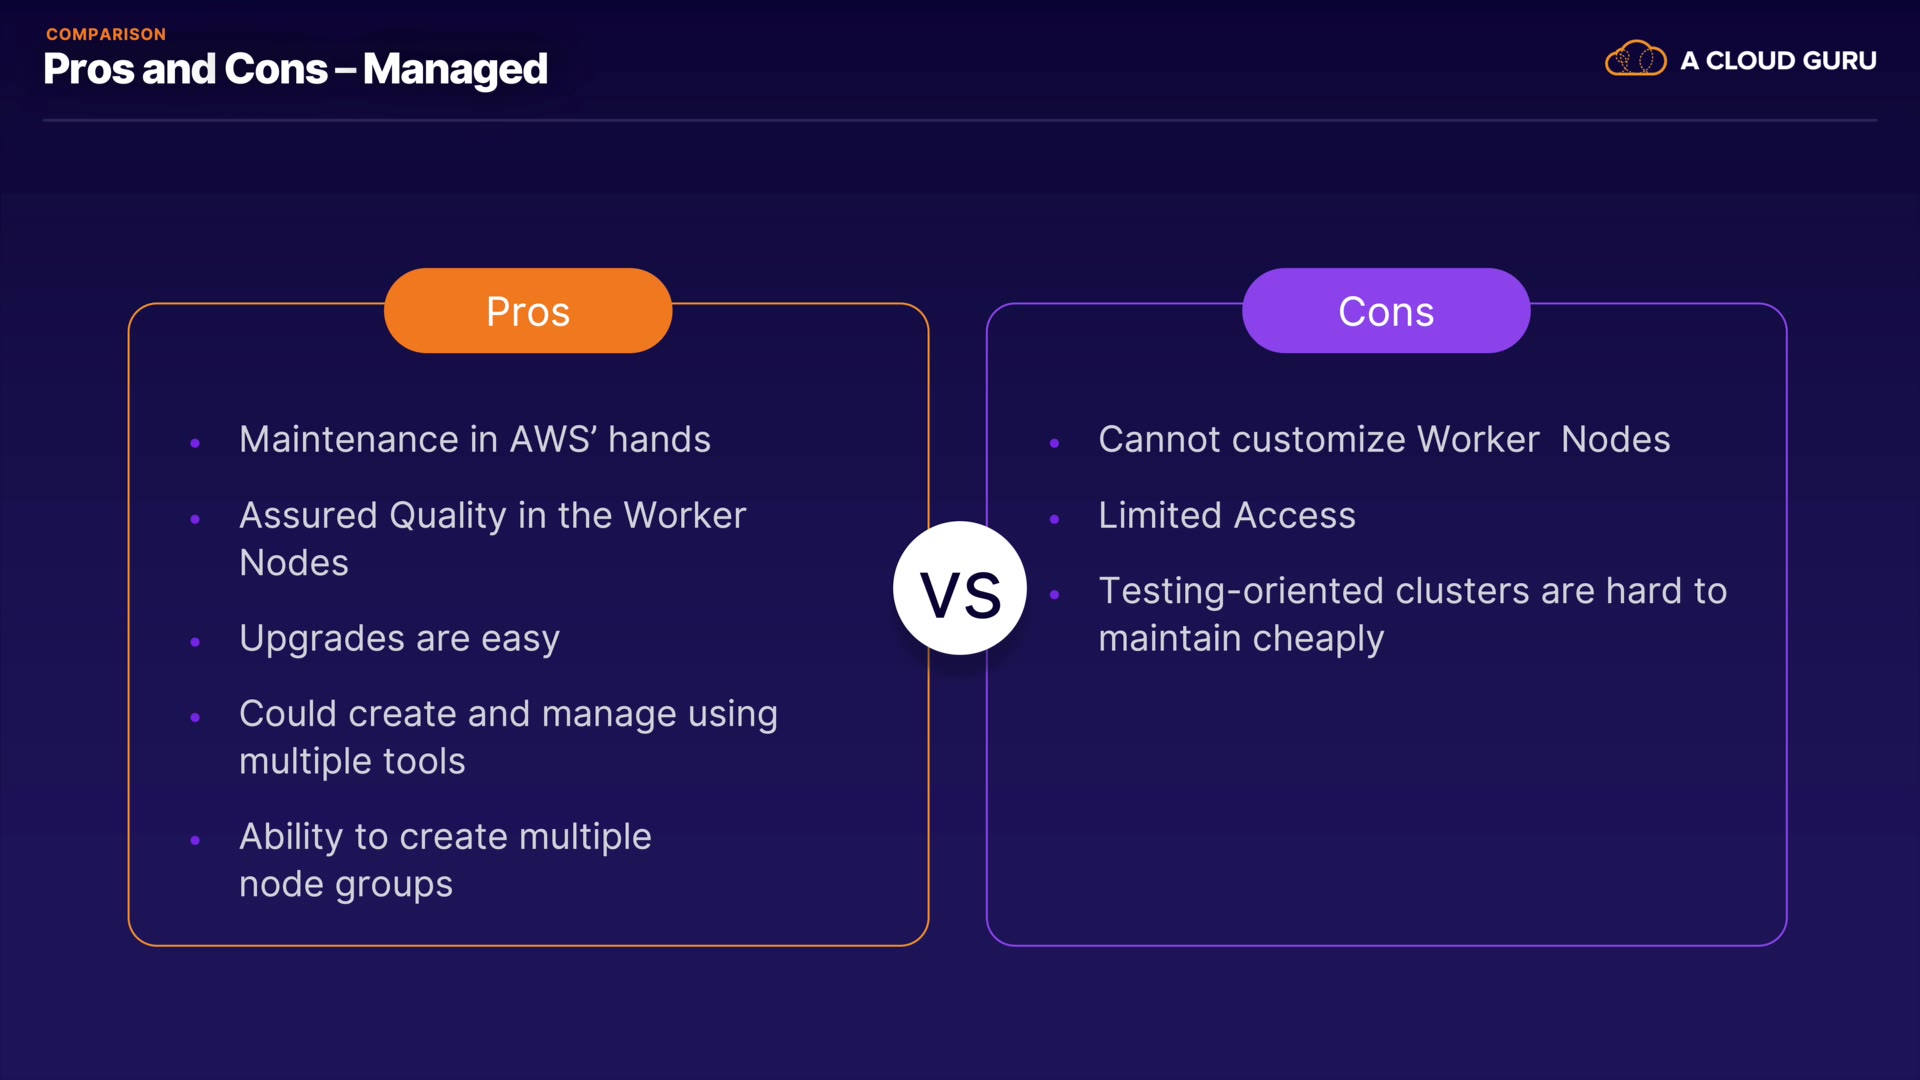 COMPARISON
Pros and Cons – Managed
A CLOUD GURU
Pros
Maintenance in AWS’ hands
Assured Quality in the Worker
Nodes
Upgrades are easy
Could create and manage using
multiple tools
Ability to create multiple
node groups
VS
Cons
Cannot customize Worker  Nodes
Limited Access
Testing-oriented clusters are hard to
maintain cheaply